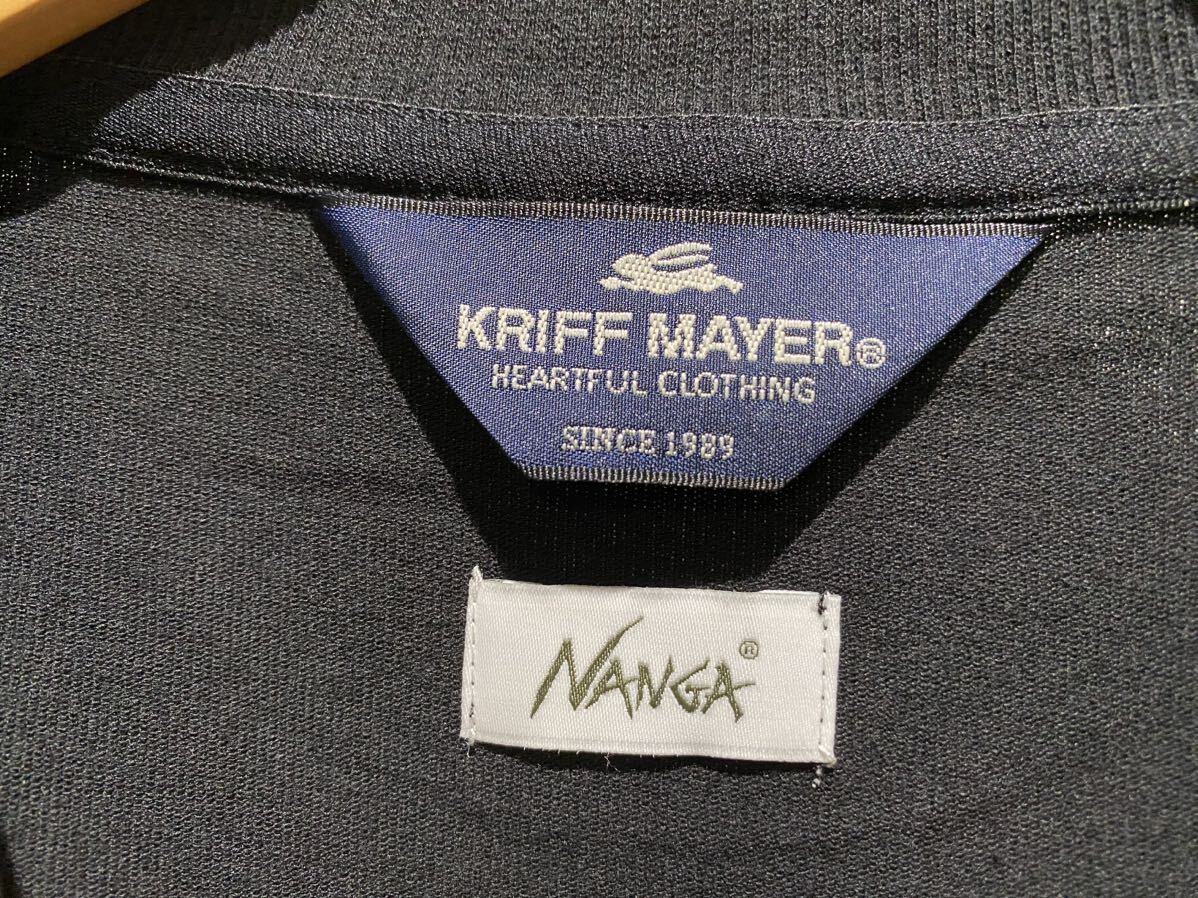 KRIFF MAYER®
HEARTFUL CLOTHING
SINCE 1989
NANGA®